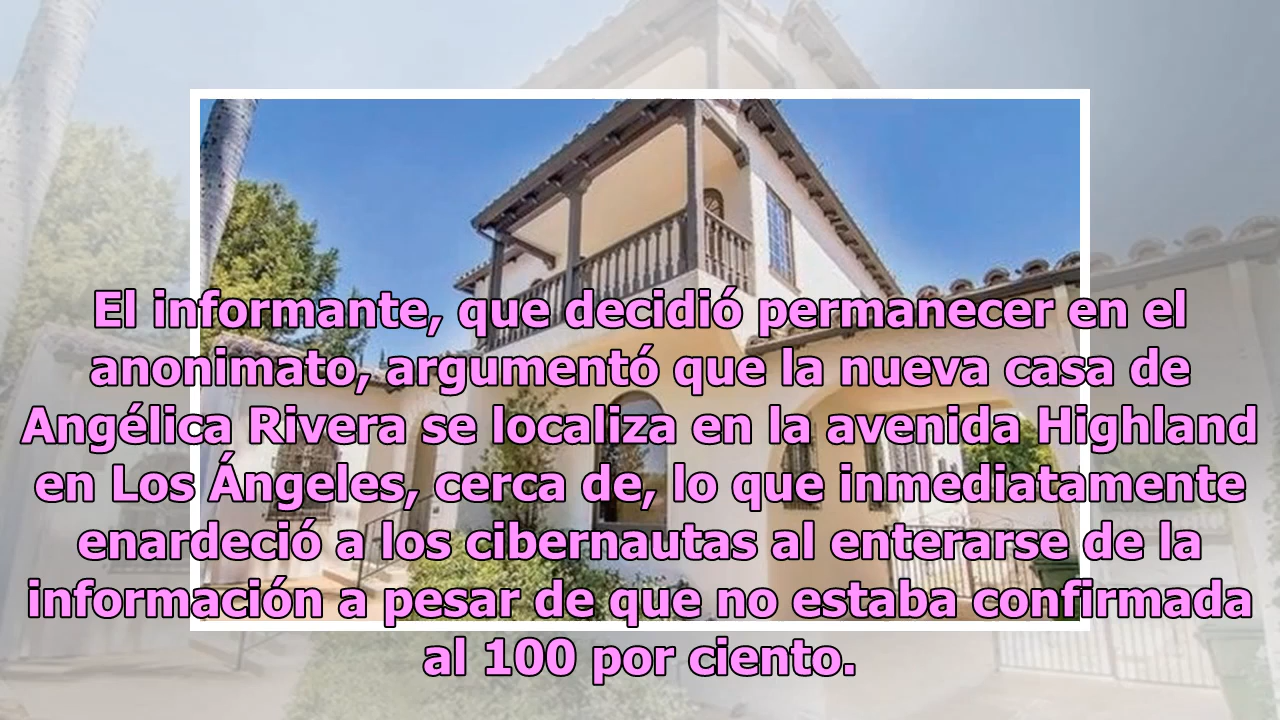 El informante, que decidió permanecer en el
anonimato, argumentó que la nueva casa de
Angélica Rivera se localiza en la avenida Highland
en Los Ángeles, cerca de, lo que inmediatamente
enardeció a los cibernautas al enterarse de la
información a pesar de que no estaba confirmada
al 100 por ciento.